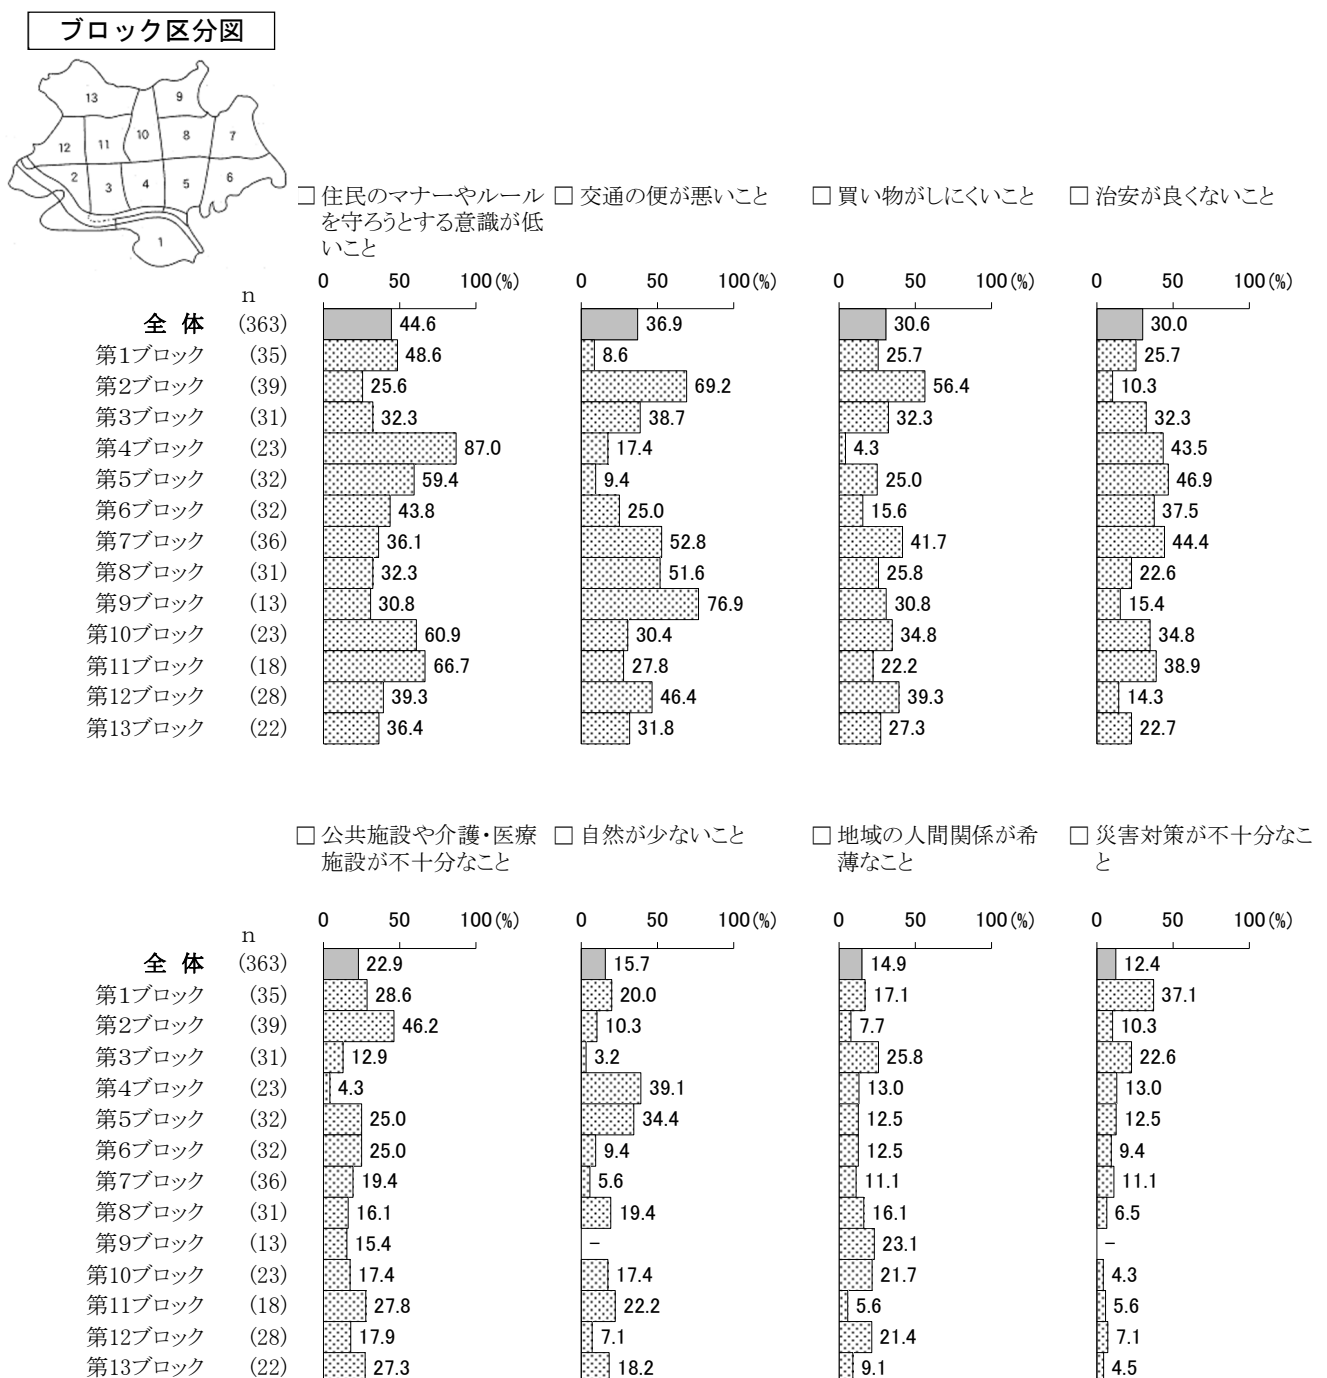 ブロック区分図
13
9
10
8
7
12
11
2
3
4
5
6
1
□ 住民のマナーやルール
を守ろうとする意識が低
いこと
□ 交通の便が悪いこと
□ 買い物がしにくいこと
□ 治安が良くないこと
0 50 100(%) 0 50 100(%) 0 50 100(%) 0 50 100(%)
n
全 体 (363) 44.6 36.9 30.6 30.0
第1ブロック (35) 48.6 8.6 25.7 25.7
第2ブロック (39) 25.6 69.2 56.4 10.3
第3ブロック (31) 32.3 38.7 32.3 32.3
第4ブロック (23) 87.0 17.4 4.3 43.5
第5ブロック (32) 59.4 9.4 25.0 46.9
第6ブロック (32) 43.8 25.0 15.6 37.5
第7ブロック (36) 36.1 52.8 41.7 44.4
第8ブロック (31) 32.3 51.6 25.8 22.6
第9ブロック (13) 30.8 76.9 30.8 15.4
第10ブロック (23) 60.9 30.4 34.8 34.8
第11ブロック (18) 66.7 27.8 22.2 38.9
第12ブロック (28) 39.3 46.4 39.3 14.3
第13ブロック (22) 36.4 31.8 27.3 22.7
□ 公共施設や介護・医療
施設が不十分なこと
□ 自然が少ないこと
□ 地域の人間関係が希
薄なこと
□ 災害対策が不十分なこ
と
0 50 100(%) 0 50 100(%) 0 50 100(%) 0 50 100(%)
n
全 体 (363) 22.9 15.7 14.9 12.4
第1ブロック (35) 28.6 20.0 17.1 37.1
第2ブロック (39) 46.2 10.3 7.7 10.3
第3ブロック (31) 12.9 3.2 25.8 22.6
第4ブロック (23) 4.3 39.1 13.0 13.0
第5ブロック (32) 25.0 34.4 12.5 12.5
第6ブロック (32) 25.0 9.4 12.5 9.4
第7ブロック (36) 19.4 5.6 11.1 11.1
第8ブロック (31) 16.1 19.4 16.1 6.5
第9ブロック (13) 15.4 − 23.1 −
第10ブロック (23) 17.4 17.4 21.7 4.3
第11ブロック (18) 27.8 22.2 5.6 5.6
第12ブロック (28) 17.9 7.1 21.4 7.1
第13ブロック (22) 27.3 18.2 9.1 4.5